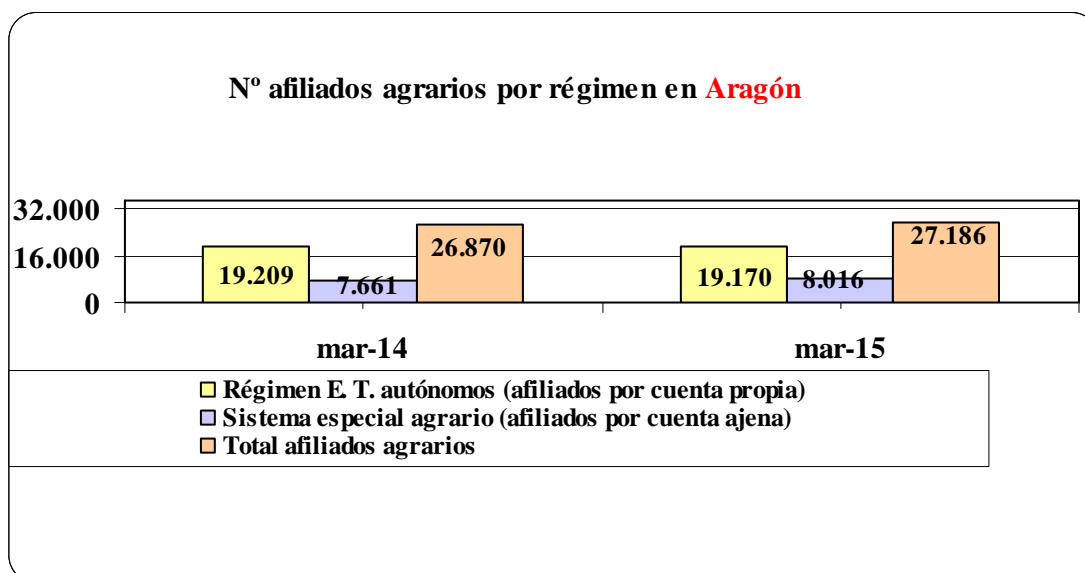 Nº afiliados agrarios por régimen en Aragón
32.000
16.000
0
19.209
7.661
26.870
19.170
8.016
27.186
mar-14
mar-15
Régimen E. T. autónomos (afiliados por cuenta propia)
Sistema especial agrario (afiliados por cuenta ajena)
Total afiliados agrarios